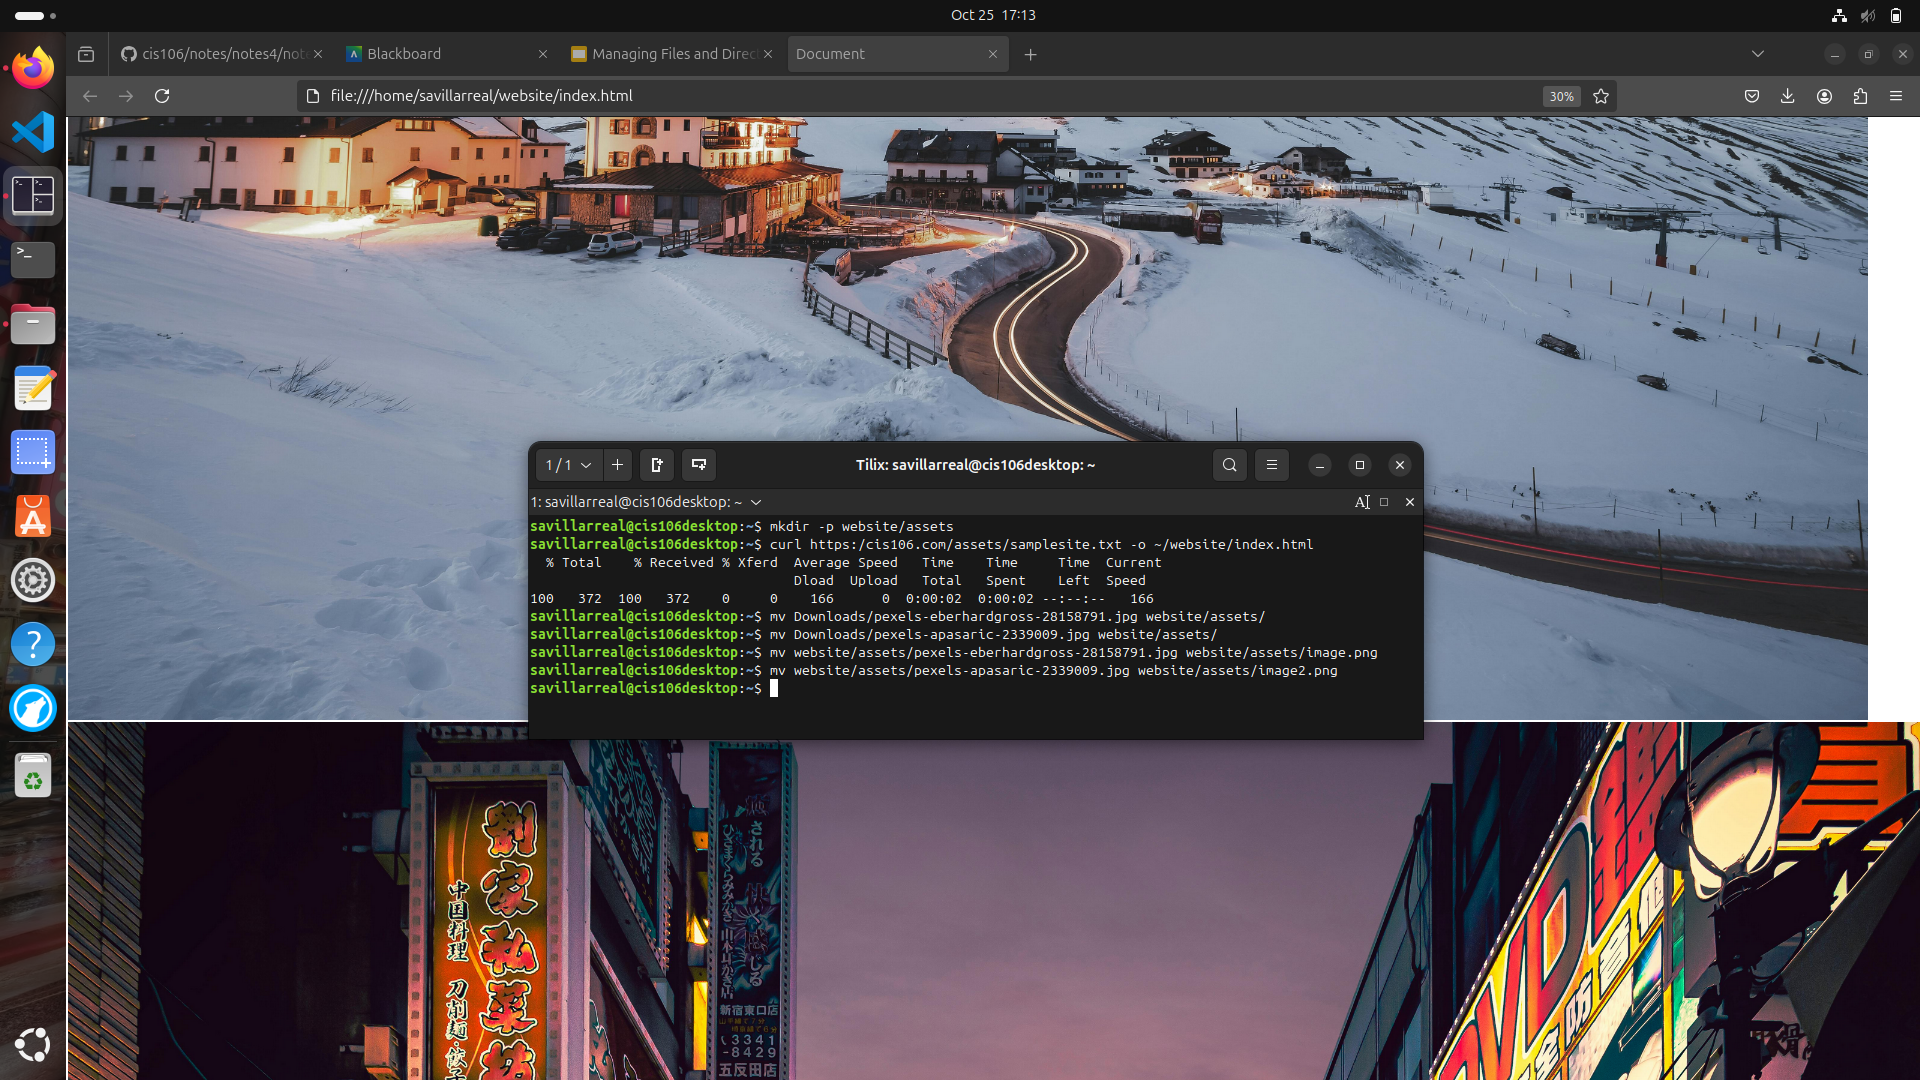 Oct 25 17:13
cis106/notes/notes4/note
Blackboard
Managing Files and Direc
Document
file:///home/savillarreal/website/index.html
30%
1 / 1
Tilix: savillarreal@cis106desktop: ~
1: savillarreal@cis106desktop: ~
savillarreal@cis106desktop:~$ mkdir -p website/assets
savillarreal@cis106desktop:~$ curl https:/cis106.com/assets/samplesite.txt -o ~/website/index.html
% Total % Received % Xferd Average Speed Time Time Time Current
Dload Upload Total Spent Left Speed
100 372 100 372 0 0 166 0 0:00:02 0:00:02 --:--:-- 166
savillarreal@cis106desktop:~$ mv Downloads/pexels-eberhardgross-28158791.jpg website/assets/
savillarreal@cis106desktop:~$ mv Downloads/pexels-apasaric-2339009.jpg website/assets/
savillarreal@cis106desktop:~$ mv website/assets/pexels-eberhardgross-28158791.jpg website/assets/image.png
savillarreal@cis106desktop:~$ mv website/assets/pexels-apasaric-2339009.jpg website/assets/image2.png
savillarreal@cis106desktop:~$
劉家私菜
中国料理 刀削麺・飲
新宿東口店
3341
-8429
五反田店